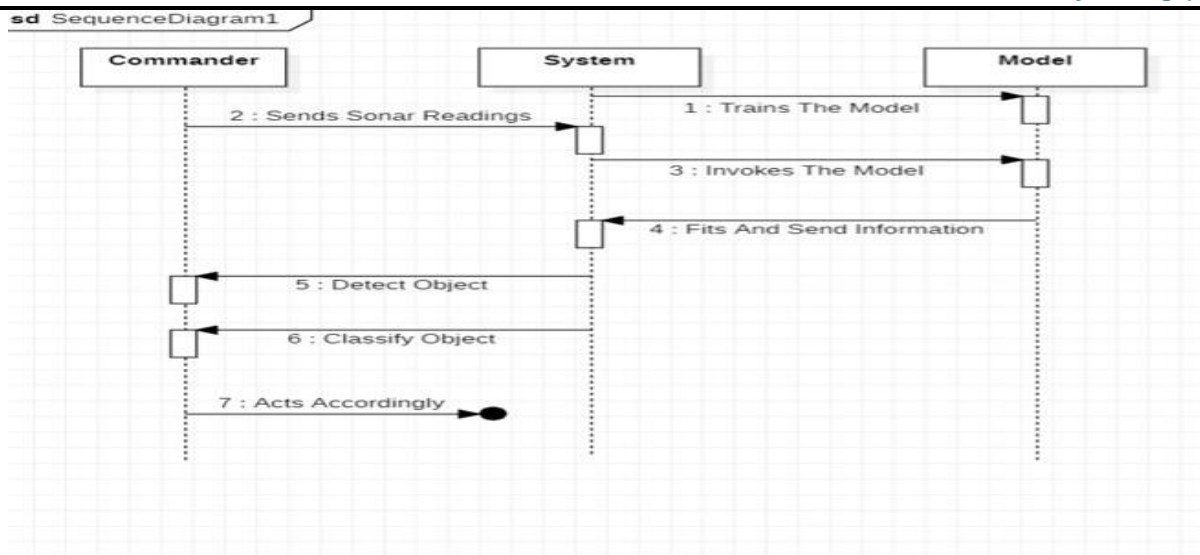 sd SequenceDiagram1
Commander
System
Model
1 : Trains The Model
2 : Sends Sonar Readings
3 : Invokes The Model
4 : Fits And Send Information
5 : Detect Object
6 : Classify Object
7 : Acts Accordingly